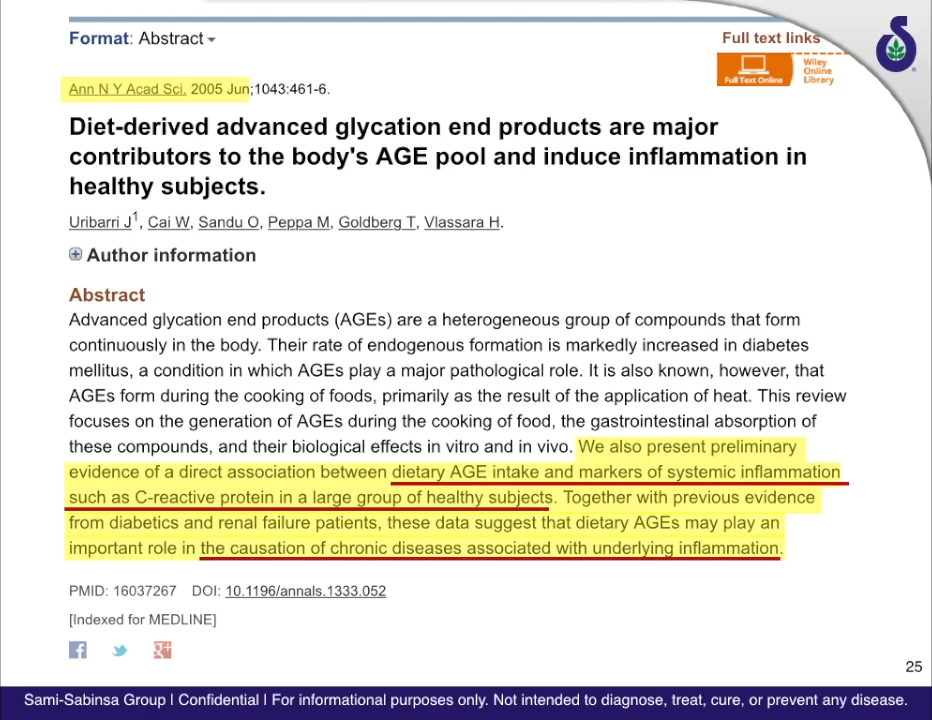 Format: Abstract
Full text links
Full Text Online
Wiley
Online
Library
Ann N Y Acad Sci. 2005 Jun;1043:461-6.
Diet-derived advanced glycation end products are major
contributors to the body's AGE pool and induce inflammation in
healthy subjects.
Uribarri J1, Cai W, Sandu O, Peppa M, Goldberg T, Vlassara H.
Author information
Abstract
Advanced glycation end products (AGEs) are a heterogeneous group of compounds that form
continuously in the body. Their rate of endogenous formation is markedly increased in diabetes
mellitus, a condition in which AGEs play a major pathological role. It is also known, however, that
AGEs form during the cooking of foods, primarily as the result of the application of heat. This review
focuses on the generation of AGEs during the cooking of food, the gastrointestinal absorption of
these compounds, and their biological effects in vitro and in vivo. We also present preliminary
evidence of a direct association between dietary AGE intake and markers of systemic inflammation
such as C-reactive protein in a large group of healthy subjects. Together with previous evidence
from diabetics and renal failure patients, these data suggest that dietary AGEs may play an
important role in the causation of chronic diseases associated with underlying inflammation.
PMID: 16037267 DOI: 10.1196/annals.1333.052
[Indexed for MEDLINE]
25
Sami-Sabinsa Group | Confidential | For informational purposes only. Not intended to diagnose, treat, cure, or prevent any disease.